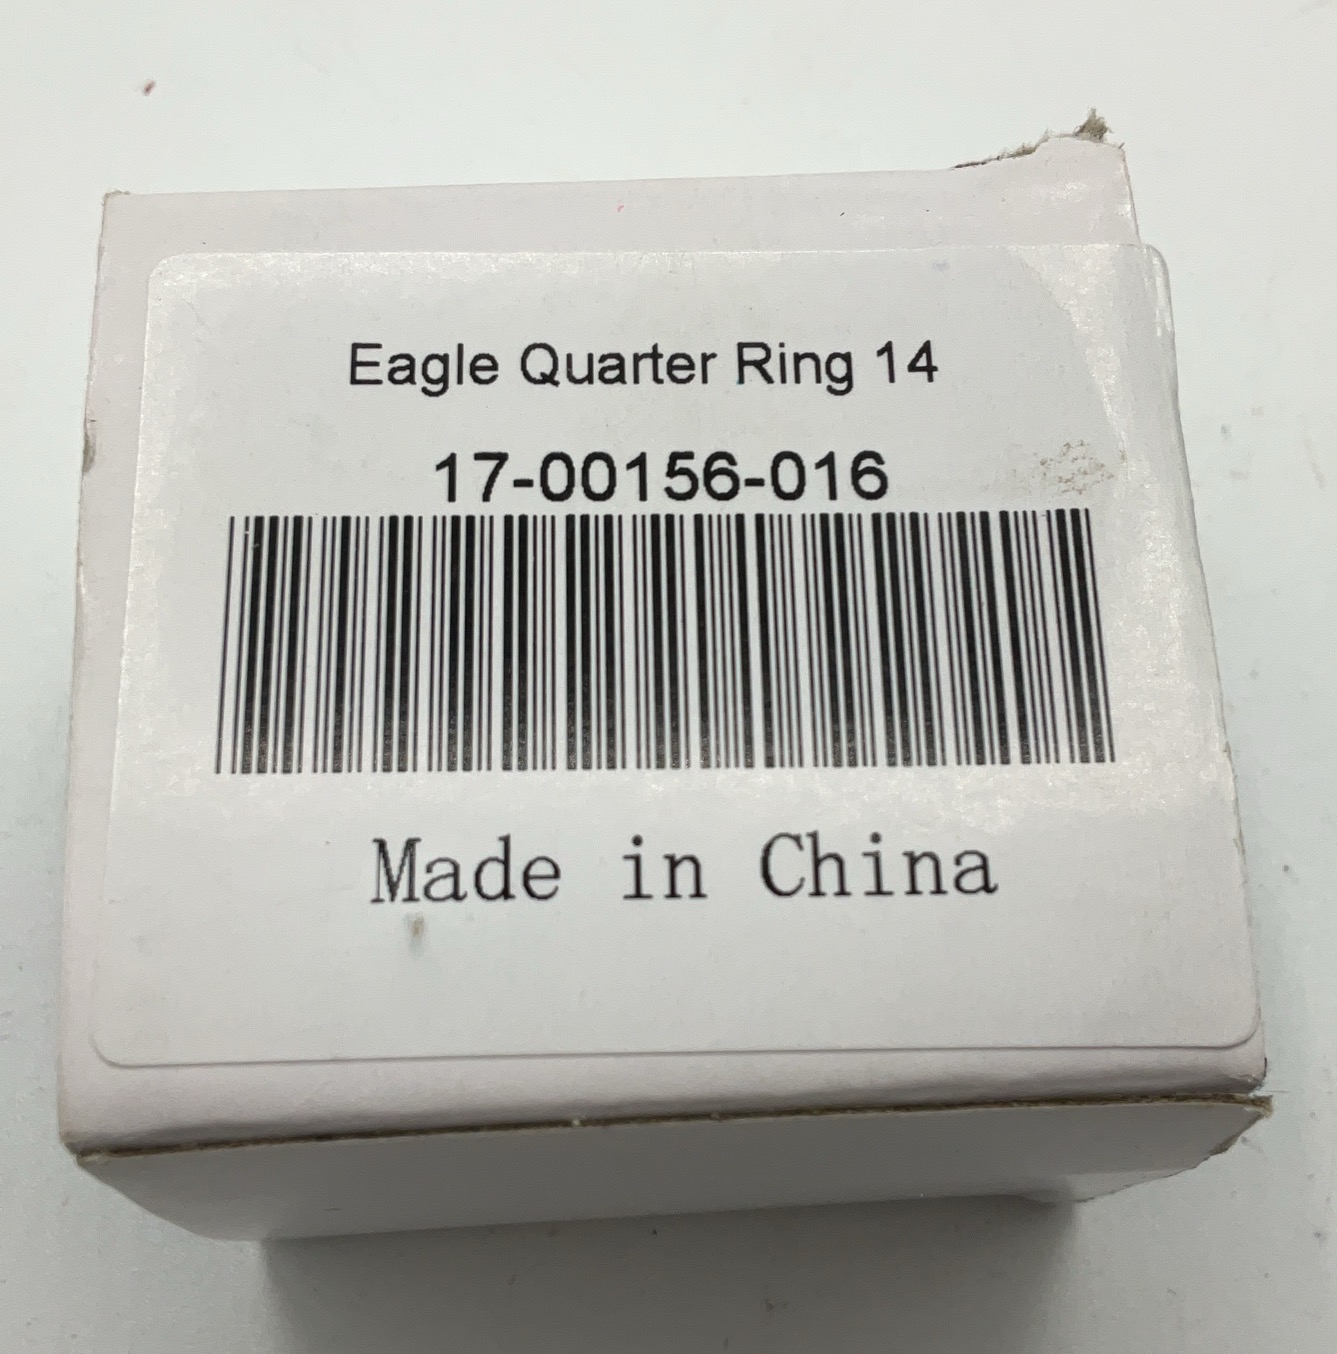 Eagle Quarter Ring 14
17-00156-016
Made in China